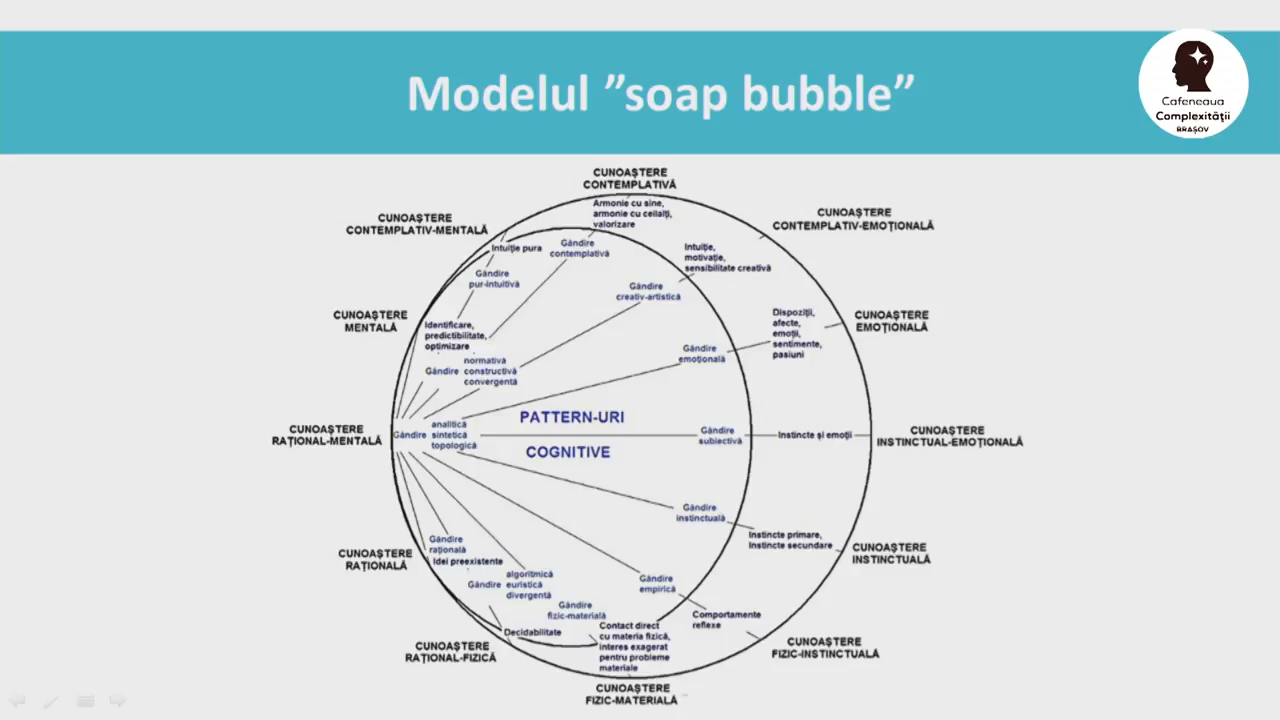 Modelul ”soap bubble”
Cafeneaua
Complexității
BRAȘOV
CUNOAȘTERE
CONTEMPLATIVĂ
CUNOAȘTERE
CONTEMPLATIV-MENTALĂ
Armonie cu sine,
armonie cu ceilalți,
valorizare
CUNOAȘTERE
CONTEMPLATIV-EMOȚIONALĂ
Intuiție pura
Gândire
contemplativă
Intuiție,
motivație,
sensibilitate creativă
Gândire
pur-intuitivă
Gândire
creativ-artistică
CUNOAȘTERE
MENTALĂ
Identificare,
predictibilitate,
optimizare
Dispoziții,
afecte,
emoții,
sentimente,
pasiuni
CUNOAȘTERE
EMOȚIONALĂ
Gândire
emoțională
Gândire
normativă
constructivă
convergentă
PATTERN-URI
COGNITIVE
CUNOAȘTERE
RAȚIONAL-MENTALĂ
Gândire
analitică
sintetică
topologică
Gândire
subiectivă
Instincte și emoții
CUNOAȘTERE
INSTINCTUAL-EMOȚIONALĂ
Gândire
instinctuală
Instincte primare,
Instincte secundare
CUNOAȘTERE
INSTINCTUALĂ
CUNOAȘTERE
RAȚIONALĂ
Gândire
rațională
Idei preexistente
Gândire
algoritmică
euristică
divergentă
Gândire
empirică
Gândire
fizic-materială
Comportamente
reflexe
Decidabilitate
Contact direct
cu materia fizică,
interes exagerat
pentru probleme
materiale
CUNOAȘTERE
RAȚIONAL-FIZICĂ
CUNOAȘTERE
FIZIC-INSTINCTUALĂ
CUNOAȘTERE
FIZIC-MATERIALĂ